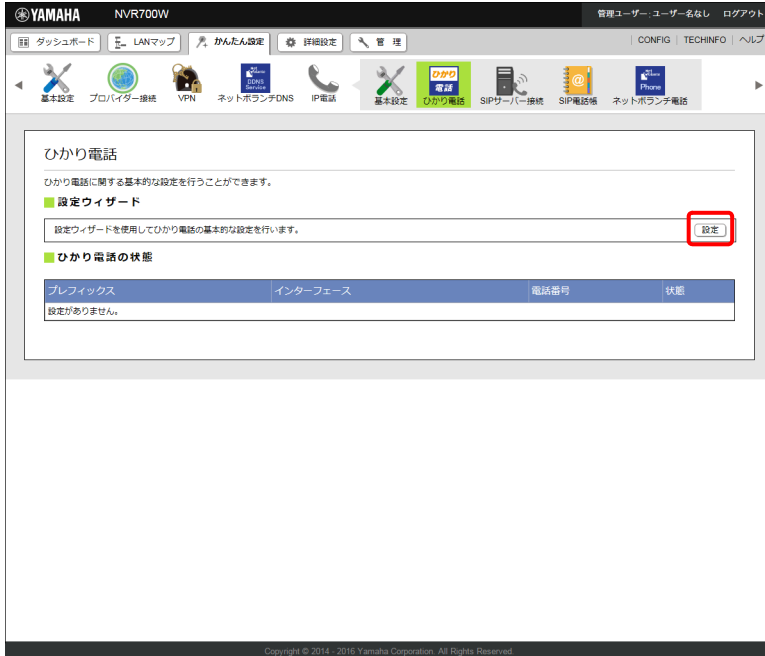 YAMAHA NVR700W 管理ユーザー:ユーザー名なし ログアウト
ダッシュボード LANマップ かんたん設定 詳細設定 管 理 CONFIG | TECHINFO | ヘルプ
Net Volante DDNS Service ひかり電話 @ Net Volante Phone
基本設定 プロバイダー接続 VPN ネットボランチDNS IP電話 基本設定 ひかり電話 SIPサーバー接続 SIP電話帳 ネットボランチ電話
ひかり電話
ひかり電話に関する基本的な設定を行うことができます。
設定ウィザード
設定ウィザードを使用してひかり電話の基本的な設定を行います。 設定
ひかり電話の状態
プレフィックス インターフェース 電話番号 状態
設定がありません。
Copyright © 2014 - 2016 Yamaha Corporation. All Rights Reserved.